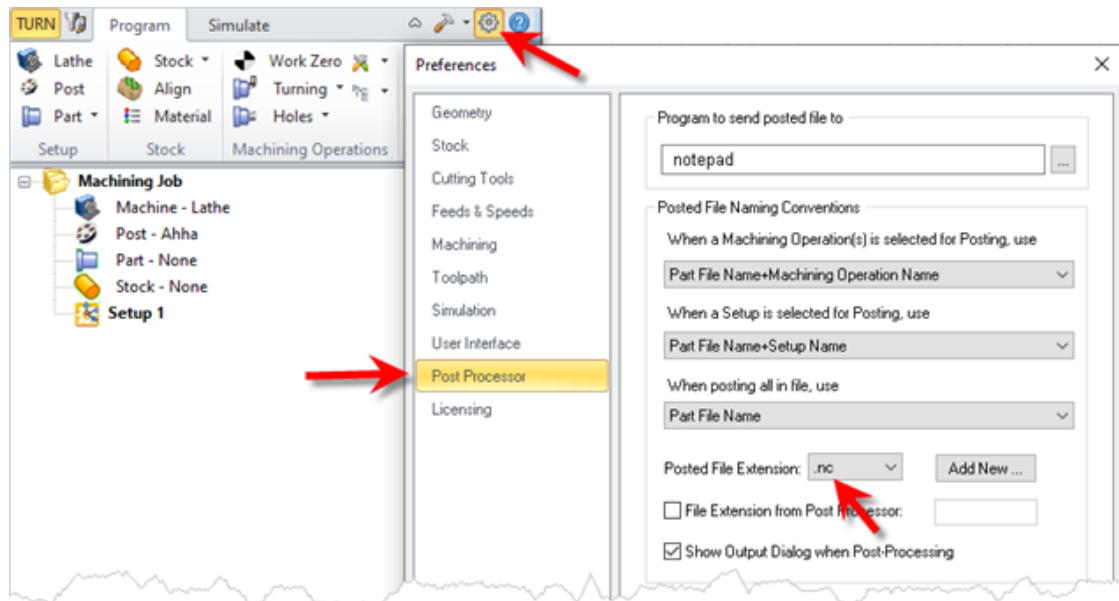 TURN Program Simulate
Lathe Stock Work Zero
Post Align Turning
Part Material Holes
Setup Stock Machining Operations
Machining Job
Machine - Lathe
Post - Ahha
Part - None
Stock - None
Setup 1
Preferences
Geometry
Stock
Cutting Tools
Feeds & Speeds
Machining
Toolpath
Simulation
User Interface
Post Processor
Licensing
Program to send posted file to
notepad
...
Posted File Naming Conventions
When a Machining Operation(s) is selected for Posting, use
Part File Name+Machining Operation Name
When a Setup is selected for Posting, use
Part File Name+Setup Name
When posting all in file, use
Part File Name
Posted File Extension: .nc Add New ...
File Extension from Post Processor:
Show Output Dialog when Post-Processing